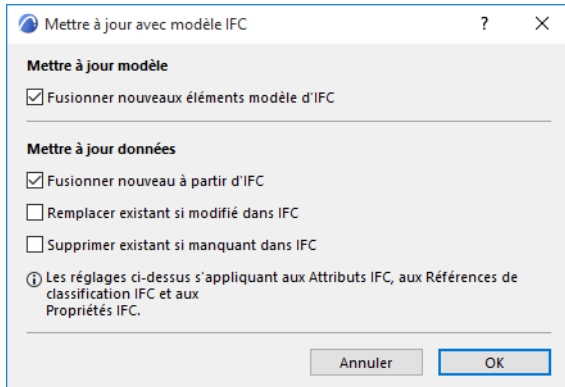 Mettre à jour avec modèle IFC
?
Mettre à jour modèle
Fusionner nouveaux éléments modèle d'IFC
Mettre à jour données
Fusionner nouveau à partir d'IFC
Remplacer existant si modifié dans IFC
Supprimer existant si manquant dans IFC
Les réglages ci-dessus s'appliquant aux Attributs IFC, aux Références de
classification IFC et aux
Propriétés IFC.
Annuler
OK